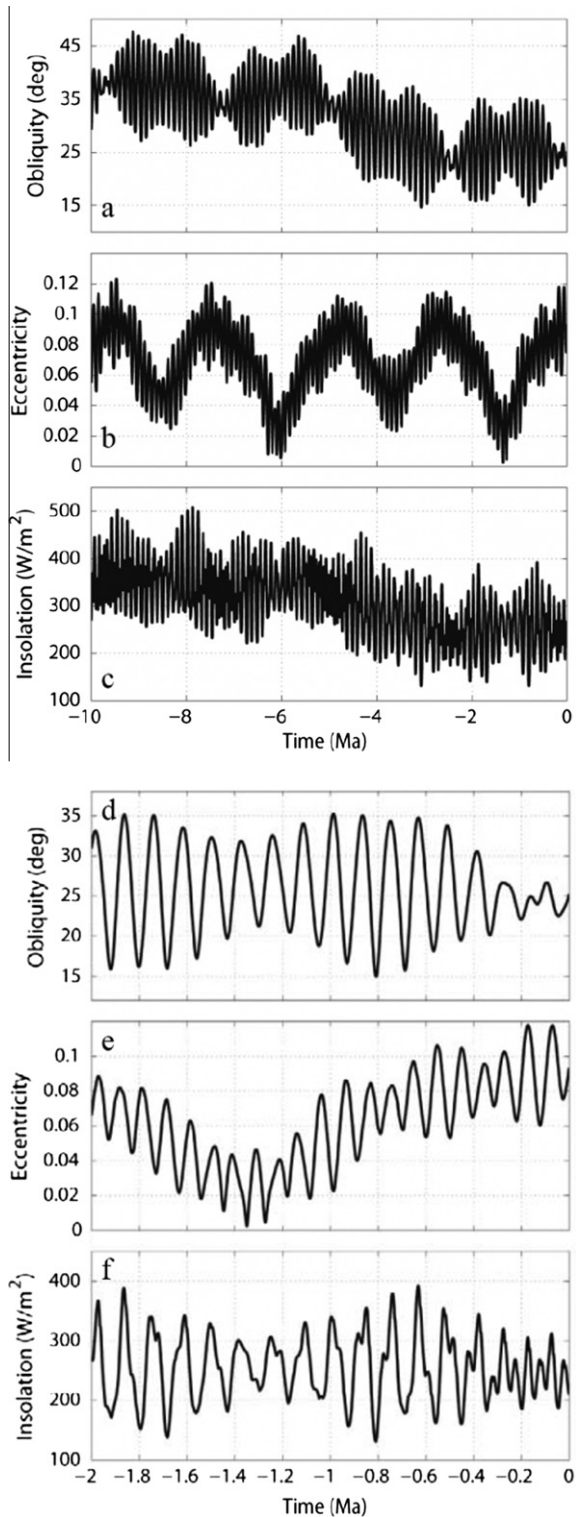 45
35
25
15
Obliquity (deg)
a
0.12
0.1
0.08
0.06
0.04
0.02
0
Eccentricity
b
500
400
300
200
100
Insolation (W/m²)
c
−10 −8 −6 −4 −2 0
Time (Ma)
35
30
25
20
15
Obliquity (deg)
d
0.1
0.08
0.06
0.04
0.02
0
Eccentricity
e
400
300
200
100
Insolation (W/m²)
f
−2 −1.8 −1.6 −1.4 −1.2 −1 −0.8 −0.6 −0.4 −0.2 0
Time (Ma)